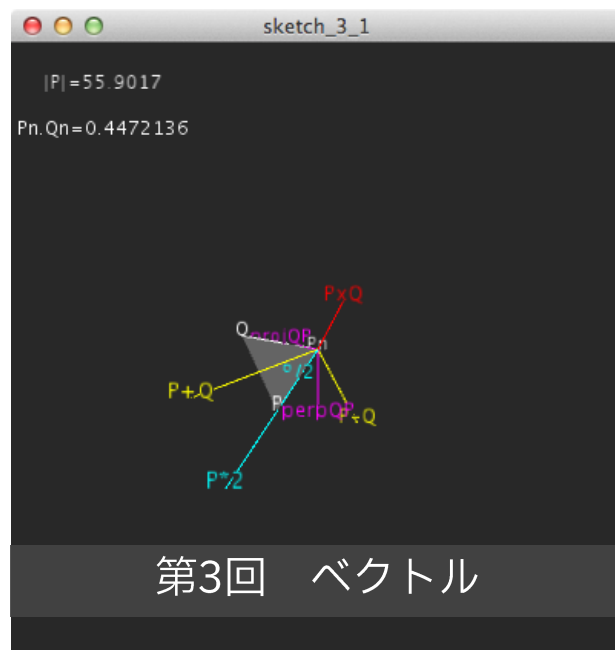 sketch_3_1
|P|=55.9017
Pn.Qn=0.4472136
PxQ
Q
Pn
P
perpQP
P+Q
P-Q
P*2
第3回 ベクトル